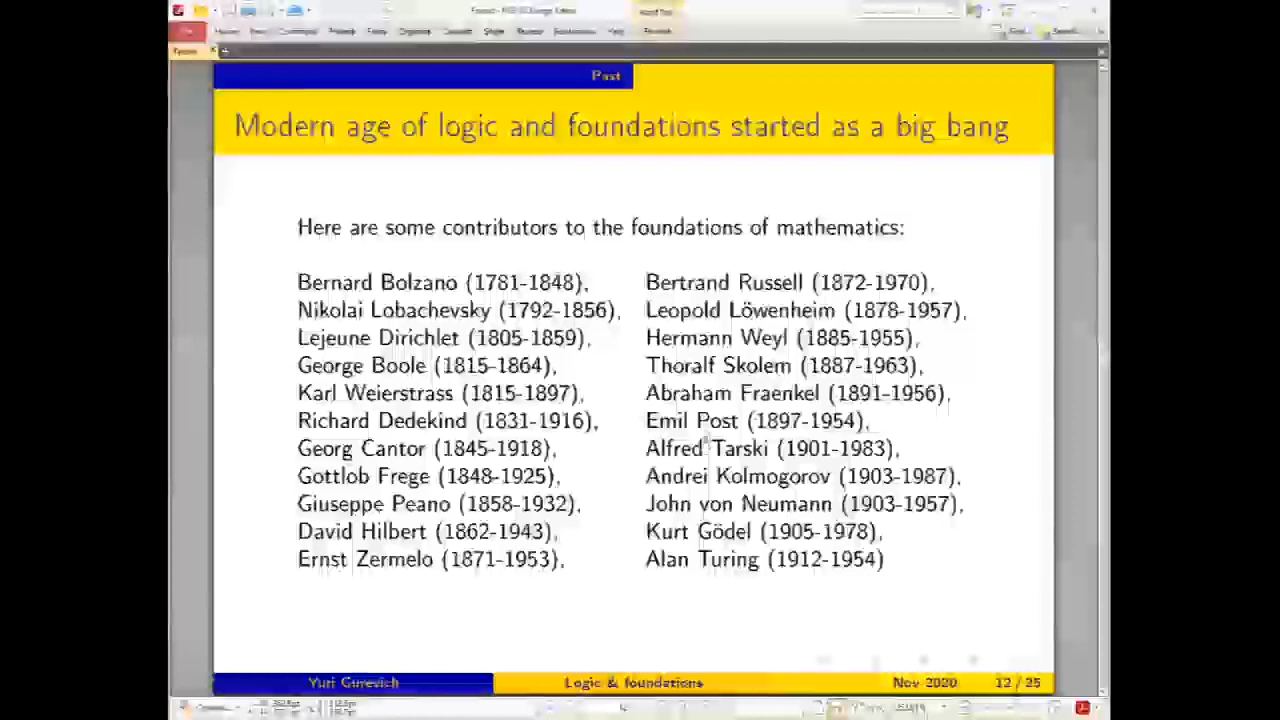 Past
Modern age of logic and foundations started as a big bang
Here are some contributors to the foundations of mathematics:
Bernard Bolzano (1781-1848),
Nikolai Lobachevsky (1792-1856),
Lejeune Dirichlet (1805-1859),
George Boole (1815-1864),
Karl Weierstrass (1815-1897),
Richard Dedekind (1831-1916),
Georg Cantor (1845-1918),
Gottlob Frege (1848-1925),
Giuseppe Peano (1858-1932),
David Hilbert (1862-1943),
Ernst Zermelo (1871-1953),
Bertrand Russell (1872-1970),
Leopold Löwenheim (1878-1957),
Hermann Weyl (1885-1955),
Thoralf Skolem (1887-1963),
Abraham Fraenkel (1891-1956),
Emil Post (1897-1954),
Alfred Tarski (1901-1983),
Andrei Kolmogorov (1903-1987),
John von Neumann (1903-1957),
Kurt Gödel (1905-1978),
Alan Turing (1912-1954)
Yuri Gurevich
Logic & foundations
Nov 2020
12 / 25